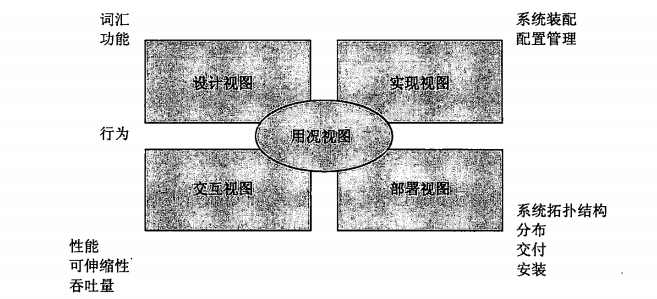 词汇
功能
系统装配
配置管理
设计视图
实现视图
行为
用况视图
交互视图
部署视图
系统拓扑结构
分布
交付
安装
性能
可伸缩性
吞吐量